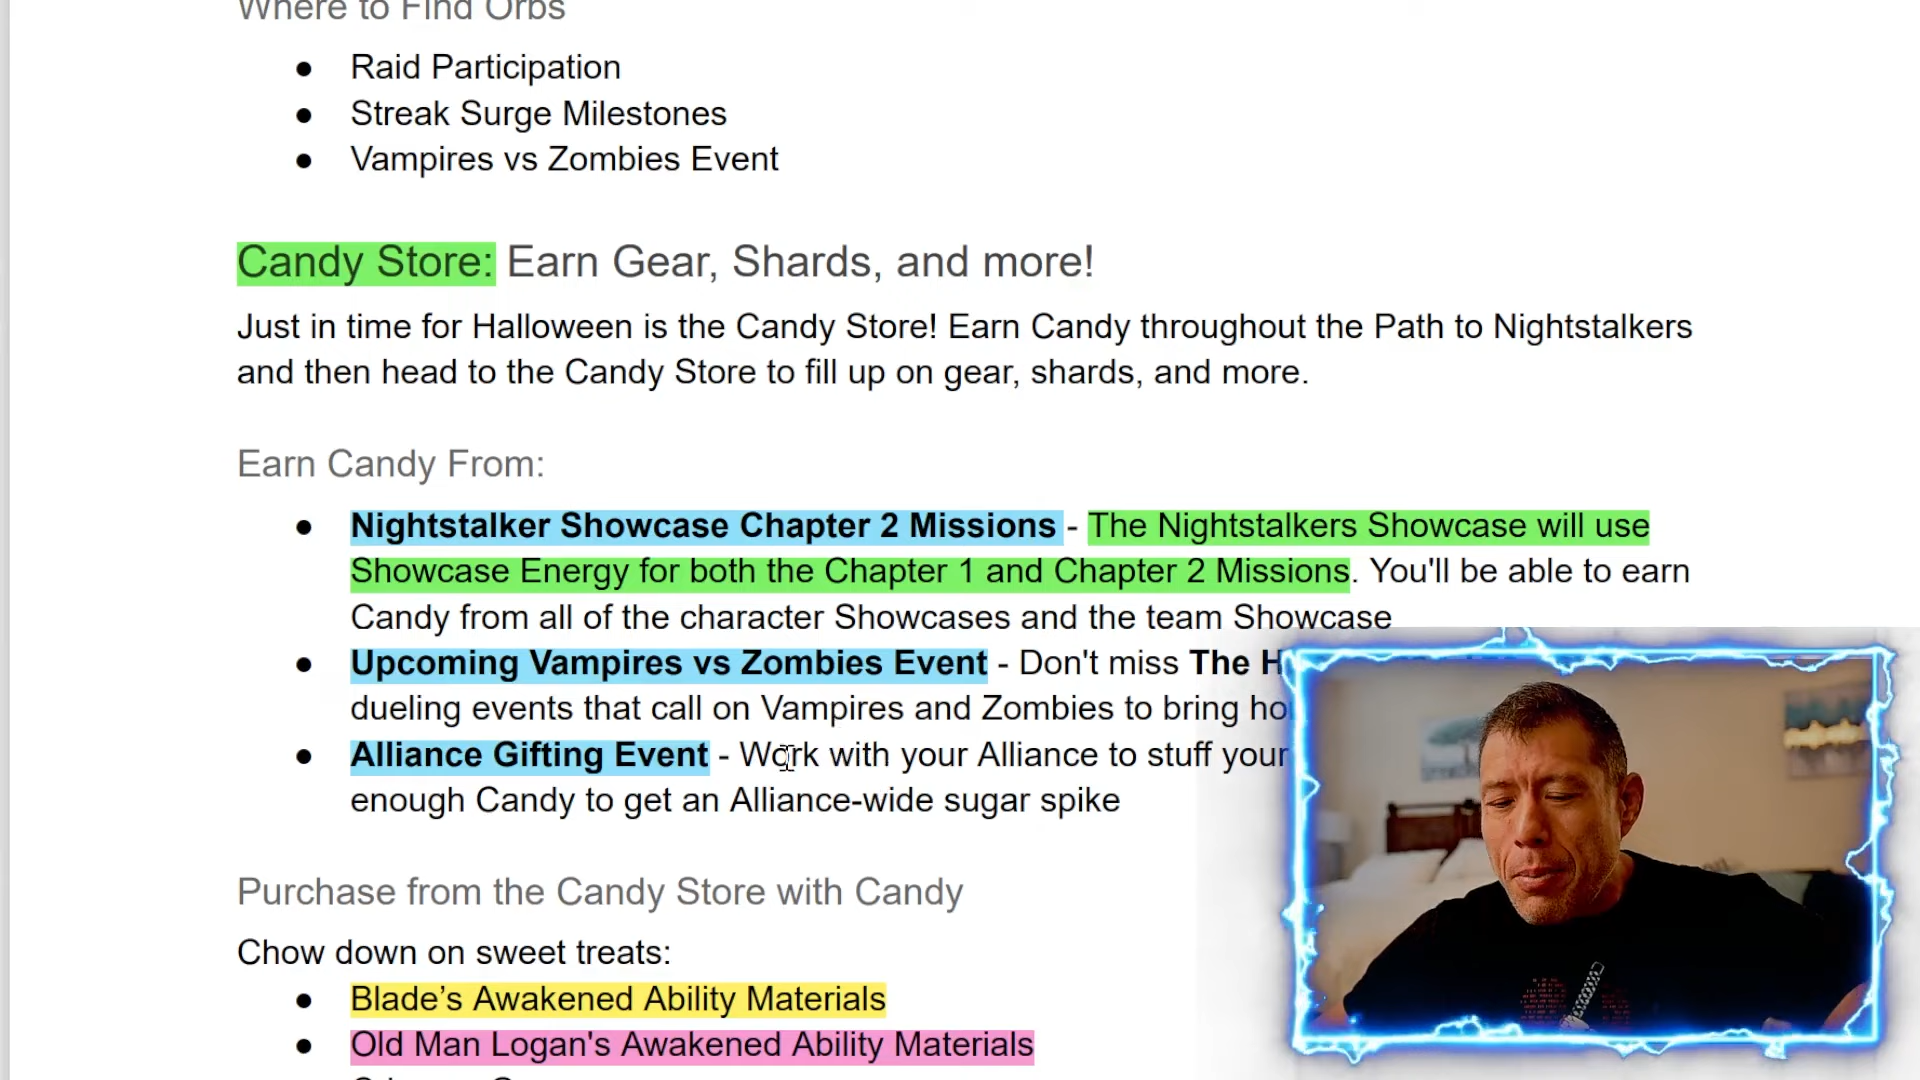 Where to Find Orbs
● Raid Participation
● Streak Surge Milestones
● Vampires vs Zombies Event
Candy Store: Earn Gear, Shards, and more!
Just in time for Halloween is the Candy Store! Earn Candy throughout the Path to Nightstalkers
and then head to the Candy Store to fill up on gear, shards, and more.
Earn Candy From:
● Nightstalker Showcase Chapter 2 Missions - The Nightstalkers Showcase will use
Showcase Energy for both the Chapter 1 and Chapter 2 Missions. You'll be able to earn
Candy from all of the character Showcases and the team Showcase
● Upcoming Vampires vs Zombies Event - Don't miss The
dueling events that call on Vampires and Zombies to bring
● Alliance Gifting Event - Work with your Alliance to stuff your
enough Candy to get an Alliance-wide sugar spike
Purchase from the Candy Store with Candy
Chow down on sweet treats:
● Blade’s Awakened Ability Materials
● Old Man Logan's Awakened Ability Materials